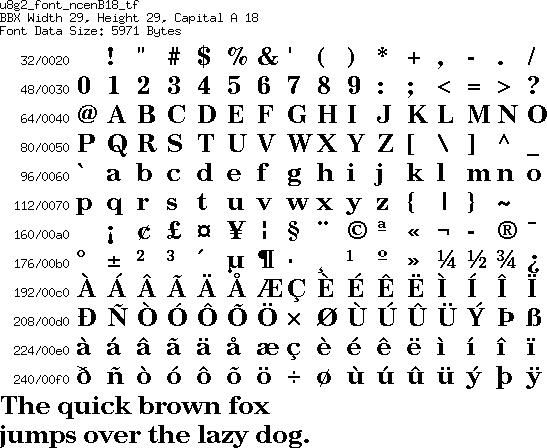 u8g2_font_ncenB18_tf
BBX Width 29, Height 29, Capital A 18
Font Data Size: 5971 Bytes
32/0020 ! " # $ % & ' ( ) * + , - . /
48/0030 0 1 2 3 4 5 6 7 8 9 : ; < = > ?
64/0040 @ A B C D E F G H I J K L M N O
80/0050 P Q R S T U V W X Y Z [ \ ] ^ _
96/0060 ` a b c d e f g h i j k l m n o
112/0070 p q r s t u v w x y z { | } ~
160/00a0 ¡ ¢ £ ¤ ¥ ¦ § ¨ © ª « ¬ - ® ¯
176/00b0 ° ± ² ³ ´ µ ¶ · ¸ ¹ º » ¼ ½ ¾ ¿
192/00c0 À Á Â Ã Ä Å Æ Ç È É Ê Ë Ì Í Î Ï
208/00d0 Ð Ñ Ò Ó Ô Õ Ö × Ø Ù Ú Û Ü Ý Þ ß
224/00e0 à á â ã ä å æ ç è é ê ë ì í î ï
240/00f0 ð ñ ò ó ô õ ö ÷ ø ù ú û ü ý þ ÿ
The quick brown fox
jumps over the lazy dog.